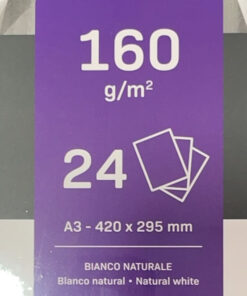 160
g/m²
24
A3 - 420 x 295 mm
BIANCO NATURALE
Blanco natural • Natural white